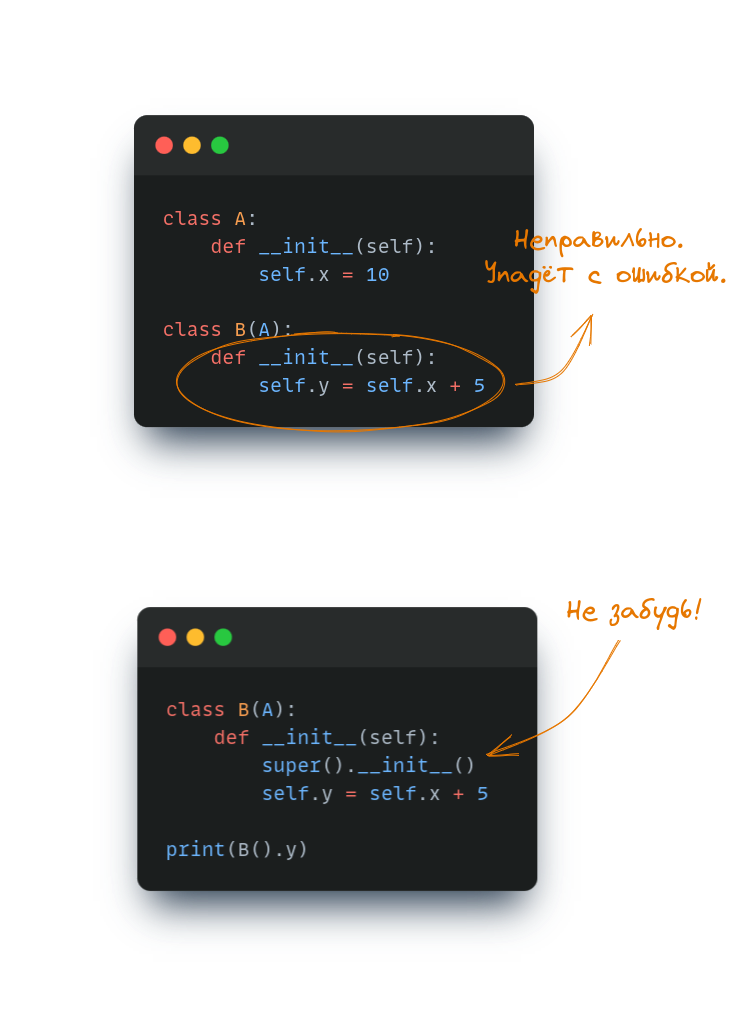 class A:
    def __init__(self):
        self.x = 10
class B(A):
    def __init__(self):
        self.y = self.x + 5
Неправильно.
Упадёт с ошибкой.
Не забудь!
class B(A):
    def __init__(self):
        super().__init__()
        self.y = self.x + 5
print(B().y)